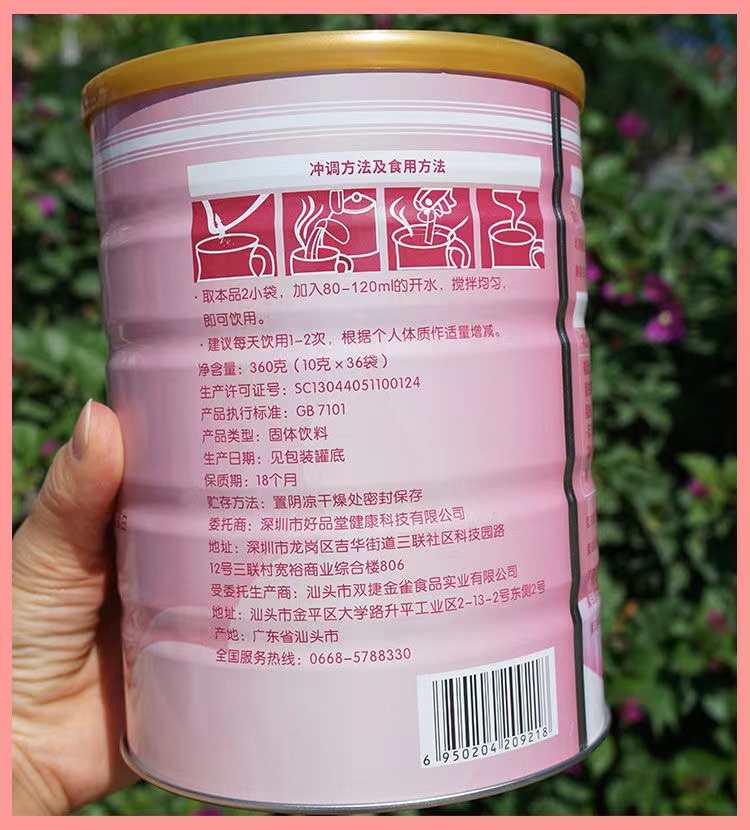 冲调方法及食用方法
·取本品2小袋，加入80-120ml的开水，搅拌均匀，
即可饮用。
·建议每天饮用1-2次，根据个人体质作适量增减。
净含量：360克（10克×36袋）
生产许可证号：SC13044051100124
产品执行标准：GB 7101
产品类型：固体饮料
生产日期：见包装罐底
保质期：18个月
贮存方法：置阴凉干燥处密封保存
委托商：深圳市好品堂健康科技有限公司
地址：深圳市龙岗区吉华街道三联社区科技园路
12号三联村宽裕商业综合楼806
受委托生产商：汕头市双捷金雀食品实业有限公司
地址：汕头市金平区大学路升平工业区2-13-2号东侧2号
产地：广东省汕头市
全国服务热线：0668-5788330
6 950204 209218